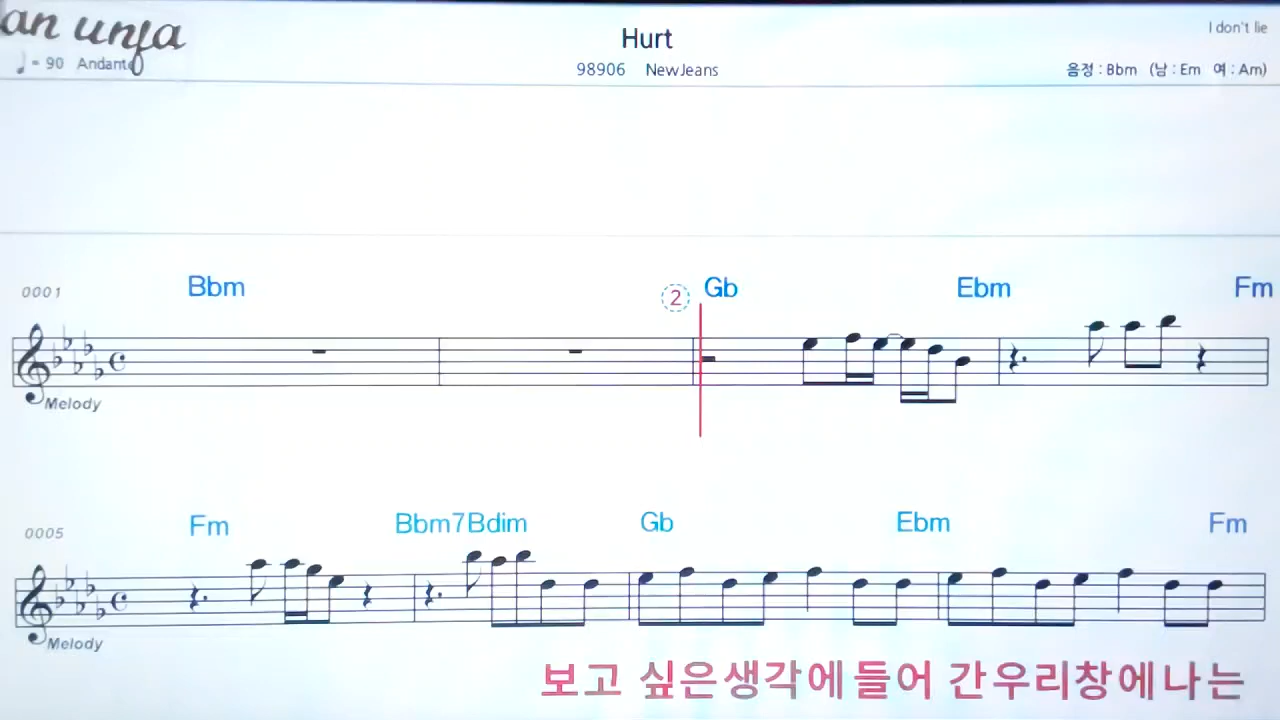 an unfa
Hurt
I don't lie
♩= 90 Andante
98906 NewJeans
음정 : Bbm (남 : Em 여 : Am)
0001 Bbm ② Gb Ebm Fm
Melody
0005 Fm Bbm7Bdim Gb Ebm Fm
Melody
보고 싶은생각에들어 간우리창에나는